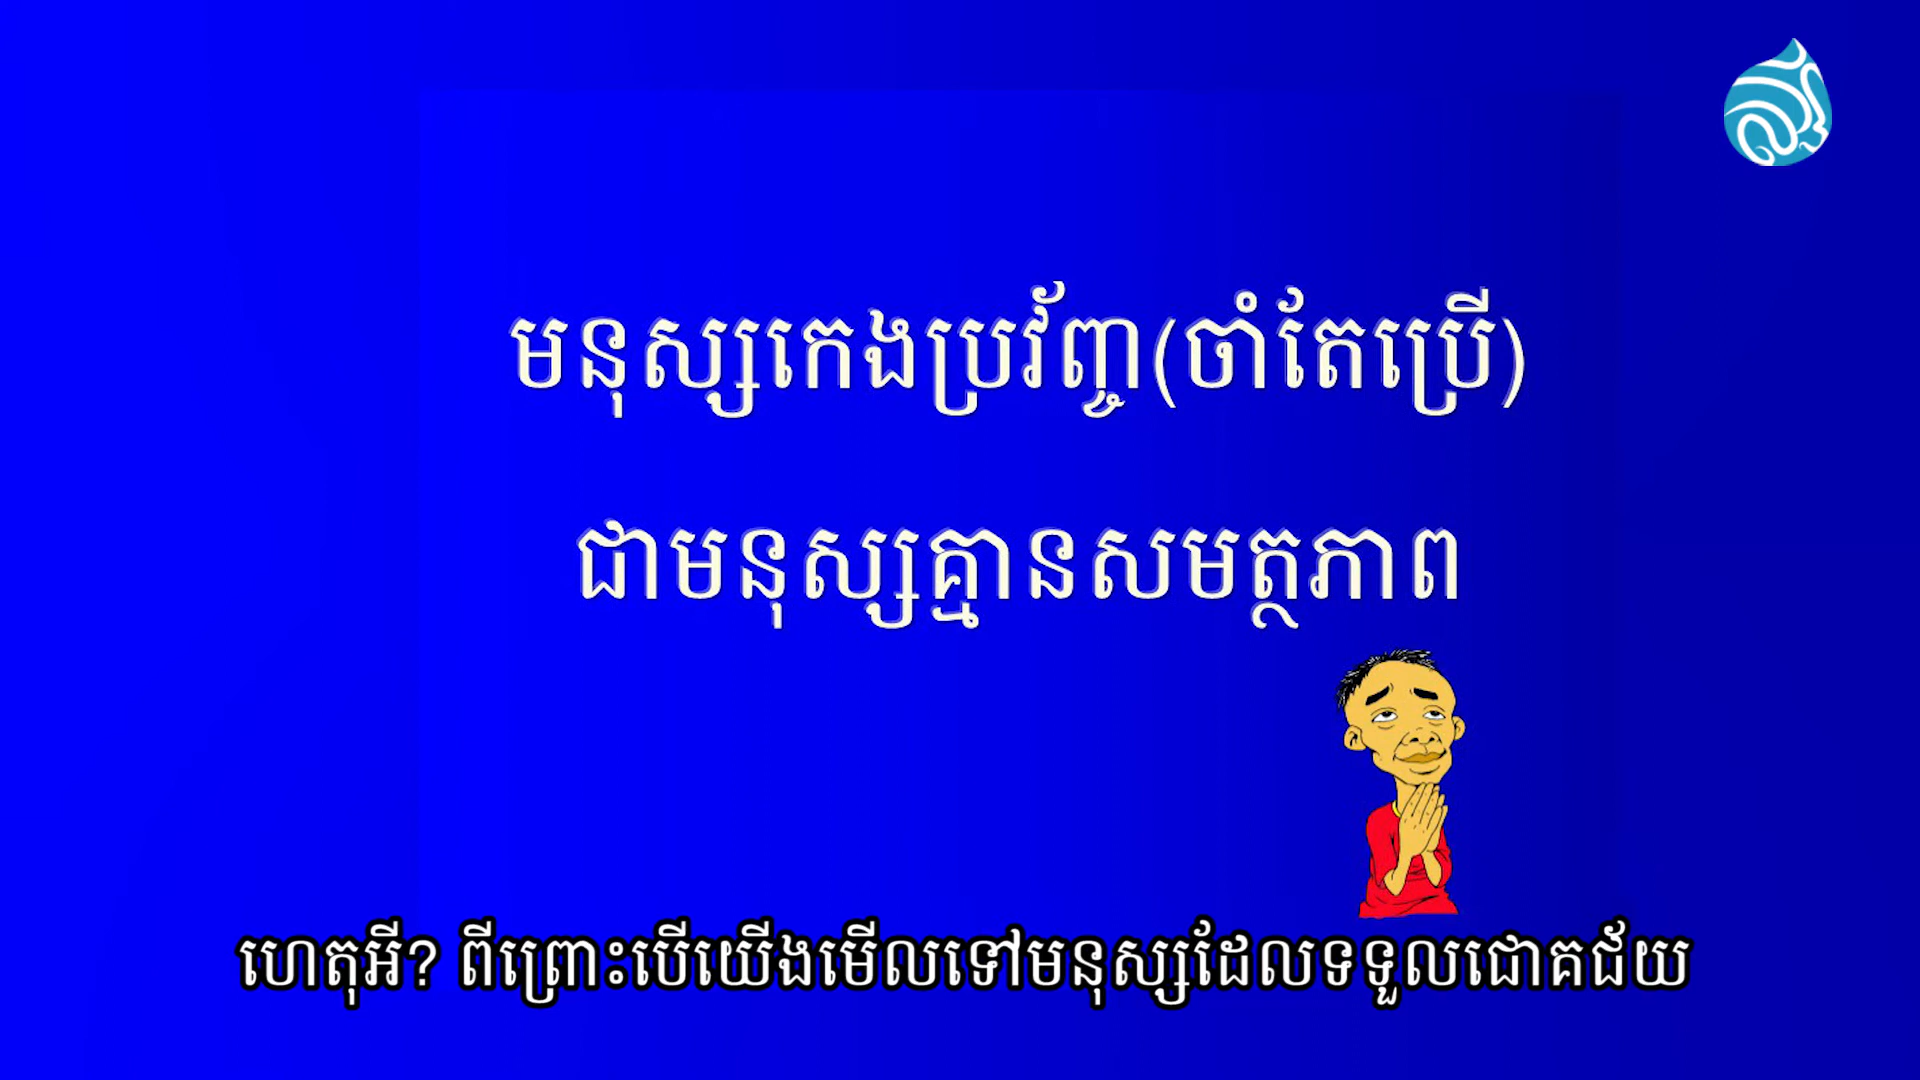 មនុស្សកេងប្រវ័ញ្ច(ចាំតែប្រើ)
ជាមនុស្សគ្មានសមត្ថភាព
ហេតុអី? ពីព្រោះបើយើងមើលទៅមនុស្សដែលទទួលជោគជ័យ